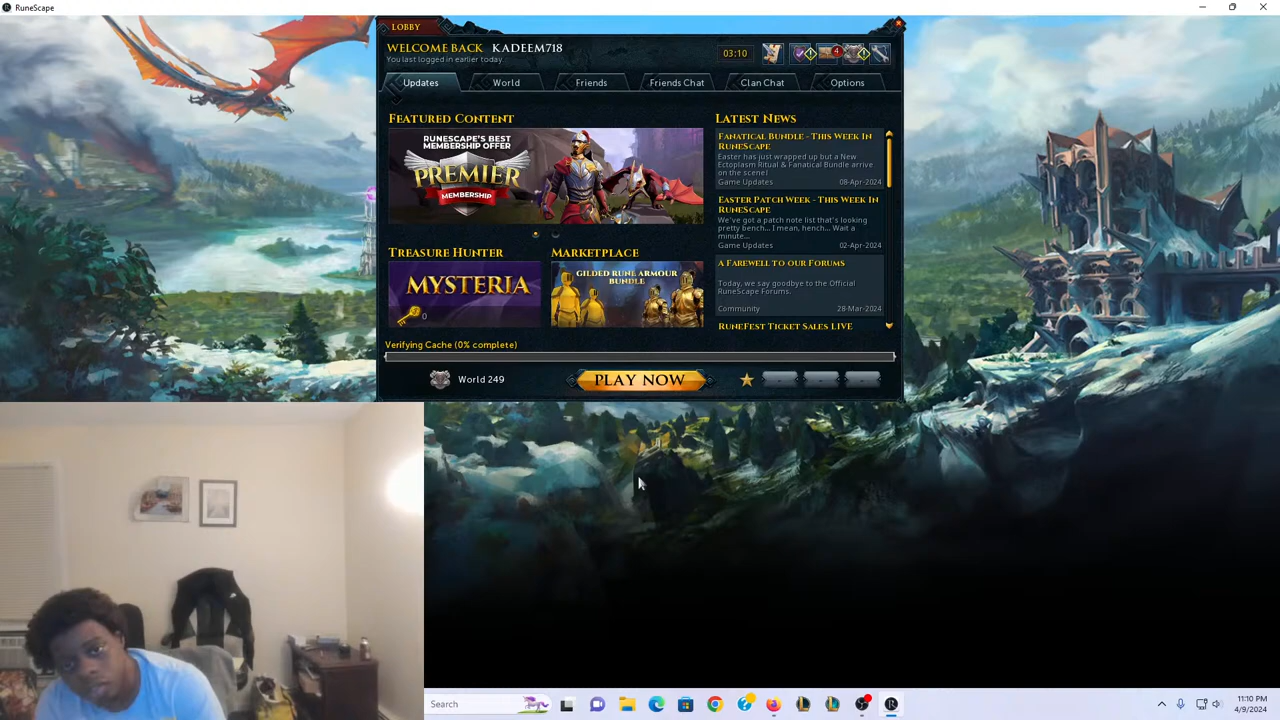 RuneScape
LOBBY
WELCOME BACK KADEEM718
You last logged in earlier today.
03:10
4
Updates
World
Friends
Friends Chat
Clan Chat
Options
FEATURED CONTENT
RUNESCAPE'S BEST
MEMBERSHIP OFFER
PREMIER
MEMBERSHIP
TREASURE HUNTER
MYSTERIA
0
MARKETPLACE
GILDED RUNE ARMOUR
BUNDLE
LATEST NEWS
FANATICAL BUNDLE - THIS WEEK IN
RUNESCAPE
Easter has just wrapped up but a New
Ectoplasm Ritual & Fanatical Bundle arrive
on the scene!
Game Updates 08-Apr-2024
EASTER PATCH WEEK - THIS WEEK IN
RUNESCAPE
We've got a patch note list that's looking
pretty bench... I mean, hench... Wait a
minute...
Game Updates 02-Apr-2024
A FAREWELL TO OUR FORUMS
Today, we say goodbye to the Official
RuneScape Forums.
Community 28-Mar-2024
RUNEFEST TICKET SALES LIVE
Verifying Cache (0% complete)
World 249
PLAY NOW
Search
11:10 PM
4/9/2024